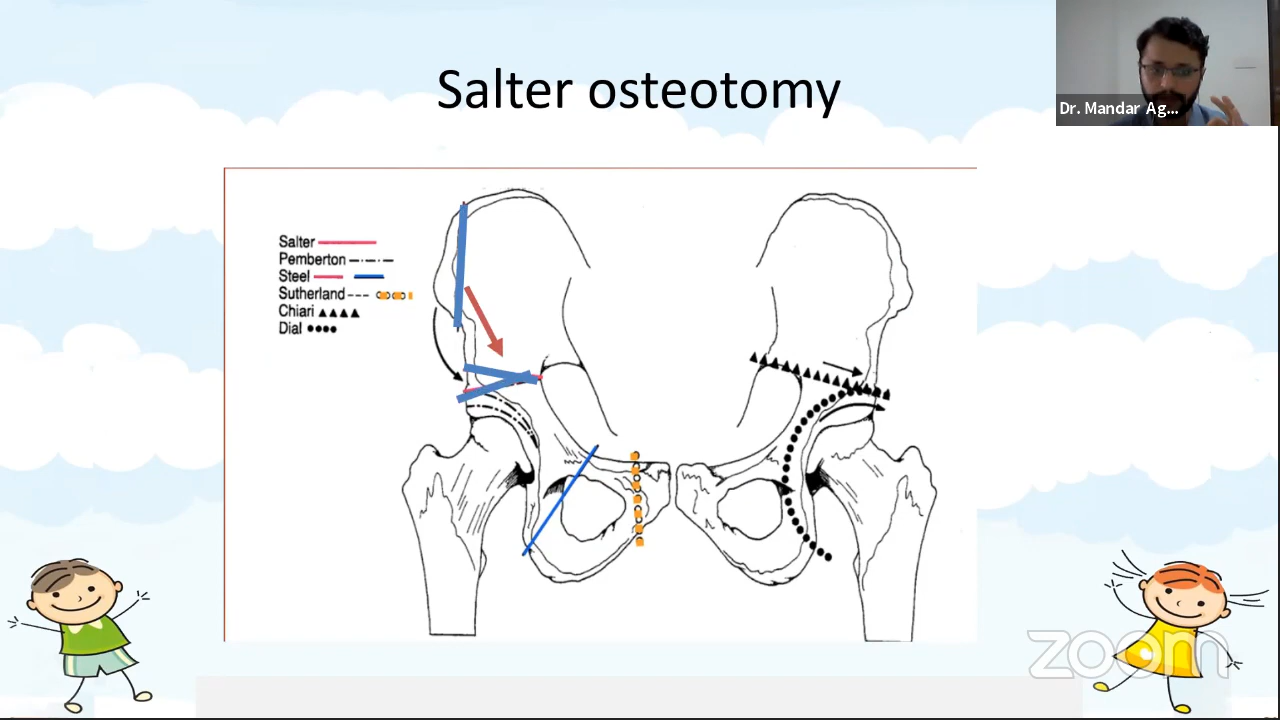 Salter osteotomy
Dr. Mandar Ag...
Salter
Pemberton
Steel
Sutherland
Chiari
Dial
zoom